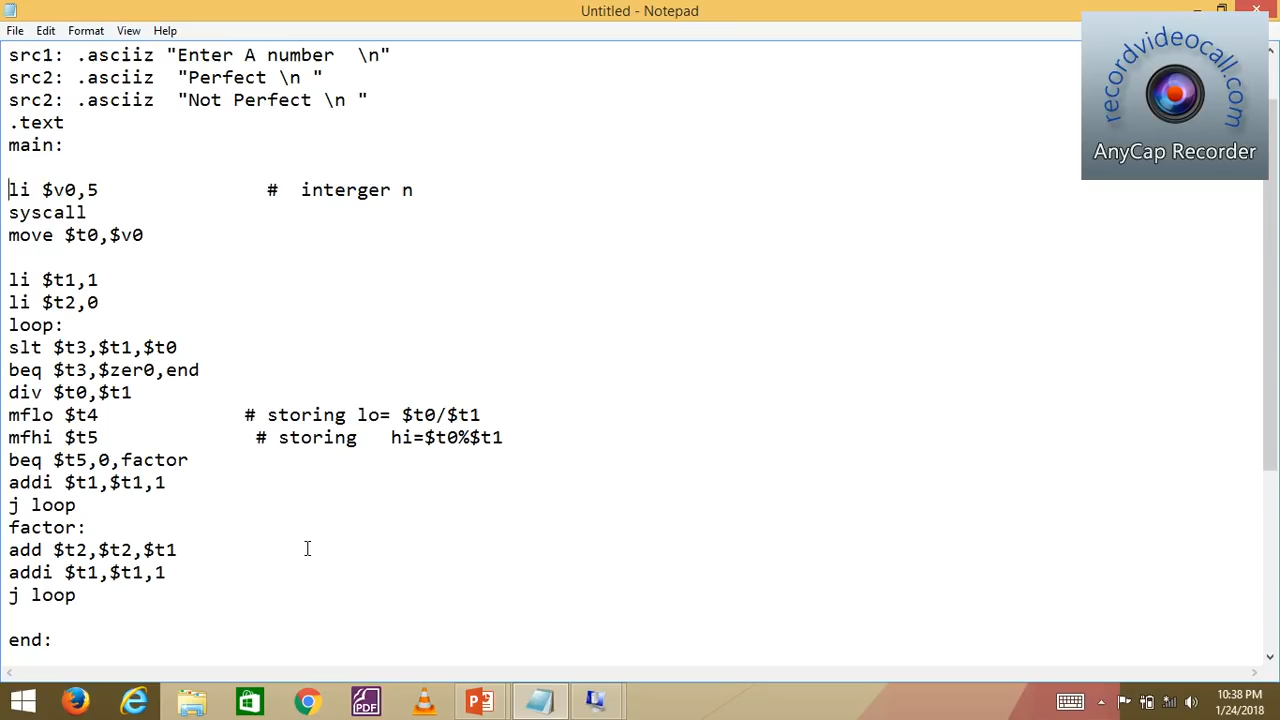 Untitled - Notepad
File Edit Format View Help
src1: .asciiz "Enter A number  \n"
src2: .asciiz  "Perfect \n "
src2: .asciiz  "Not Perfect \n "
.text
main:
li $v0,5               #  interger n
syscall
move $t0,$v0
li $t1,1
li $t2,0
loop:
slt $t3,$t1,$t0
beq $t3,$zer0,end
div $t0,$t1
mflo $t4             # storing lo= $t0/$t1
mfhi $t5              # storing   hi=$t0%$t1
beq $t5,0,factor
addi $t1,$t1,1
j loop
factor:
add $t2,$t2,$t1
addi $t1,$t1,1
j loop
end:
recordvideocall.com
AnyCap Recorder
PDF
10:38 PM
1/24/2018